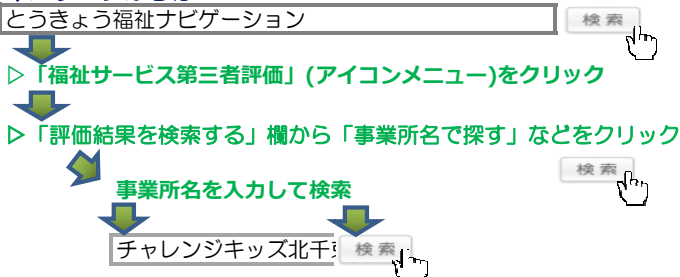 とうきょう福祉ナビゲーション 検索
▷「福祉サービス第三者評価」(アイコンメニュー)をクリック
▷「評価結果を検索する」欄から「事業所名で探す」などをクリック
検索
事業所名を入力して検索
チャレンジキッズ北千 検索